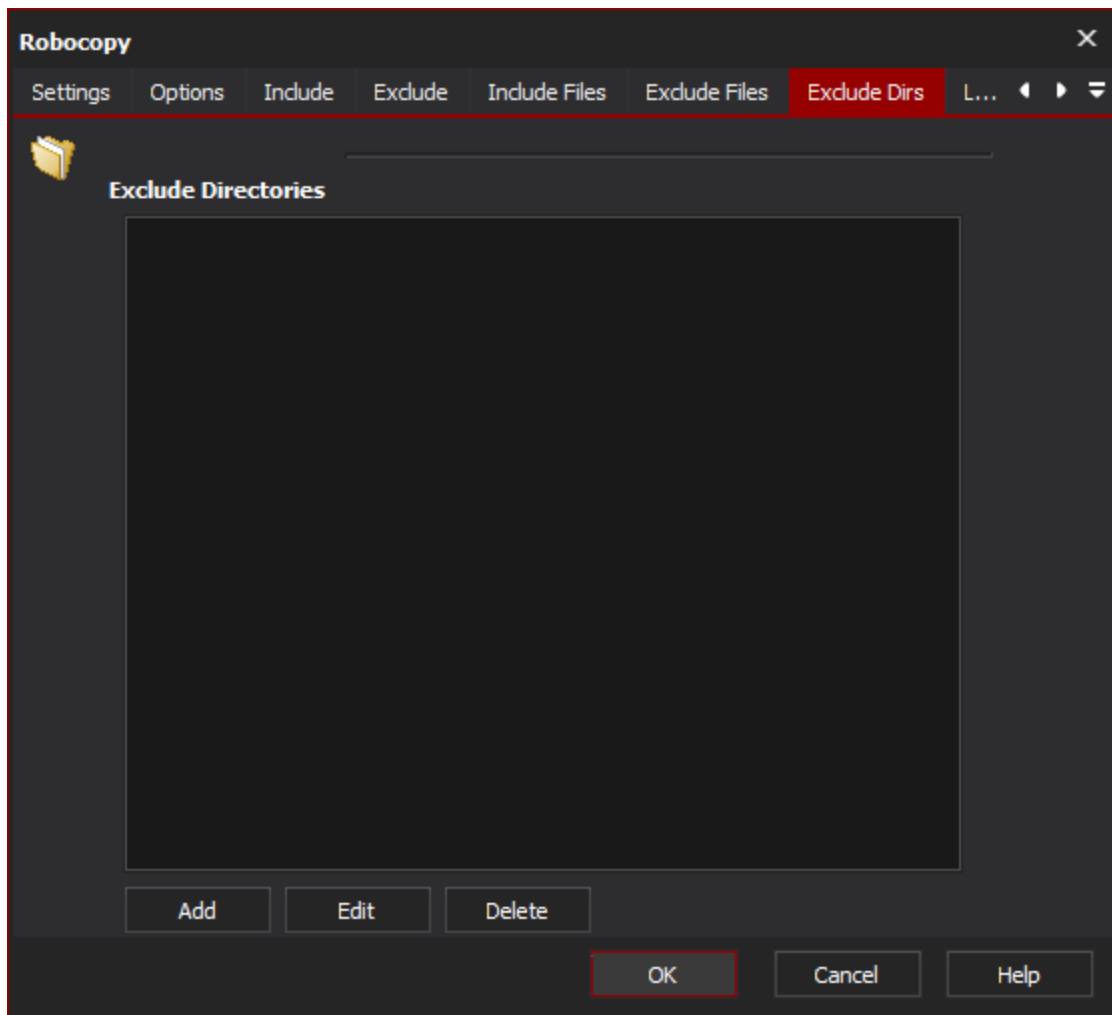 Robocopy
Settings Options Include Exclude Include Files Exclude Files Exclude Dirs L...
Exclude Directories
Add Edit Delete
OK Cancel Help